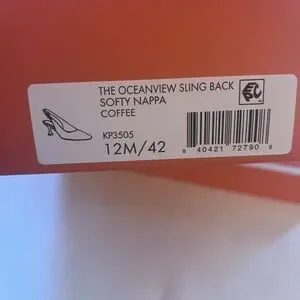 THE OCEANVIEW SLING BACK
SOFTY NAPPA
COFFEE
KP3505
12M/42
8 40421 72790 8